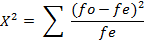 X² = ∑ (fo − fe)² / fe